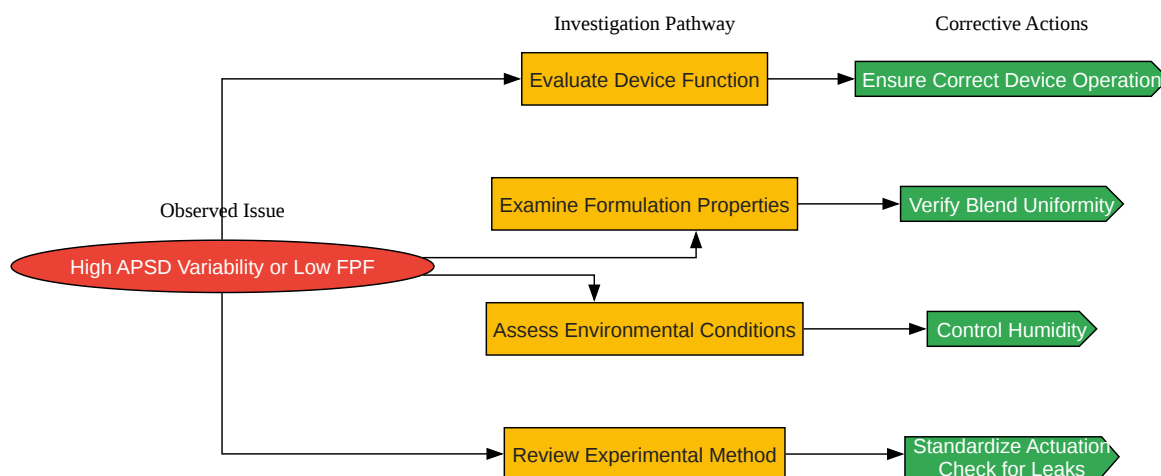 Investigation Pathway
Corrective Actions
Evaluate Device Function
Ensure Correct Device Operation
Examine Formulation Properties
Verify Blend Uniformity
Observed Issue
High APSD Variability or Low FPF
Assess Environmental Conditions
Control Humidity
Review Experimental Method
Standardize Actuation
Check for Leaks